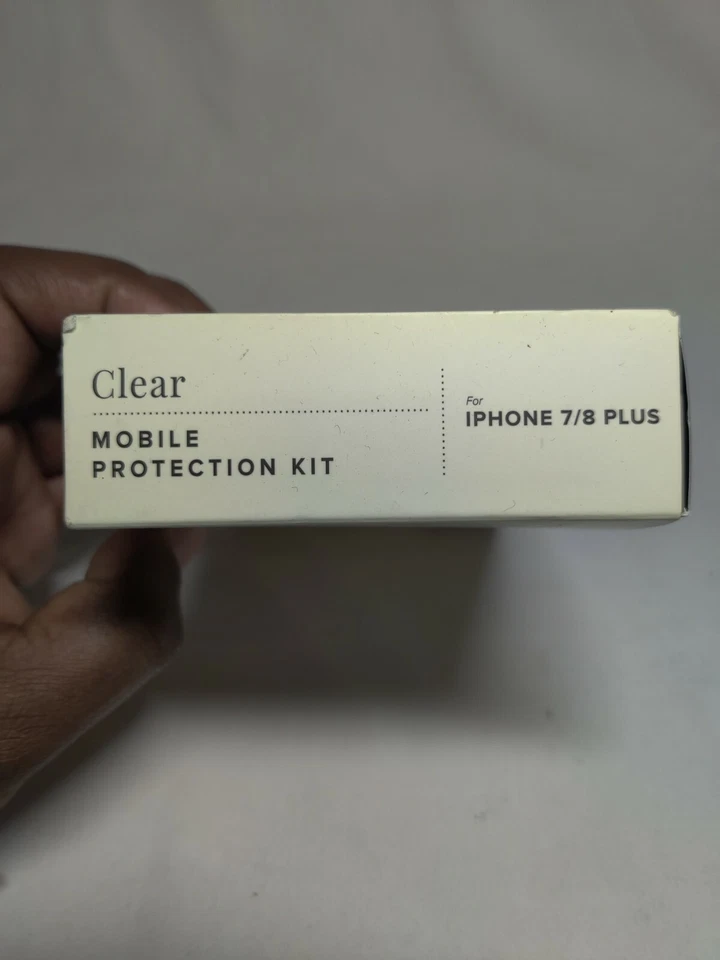 Clear
MOBILE
PROTECTION KIT
For
IPHONE 7/8 PLUS